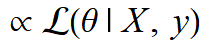 ∝ ℒ(θ | X, y)